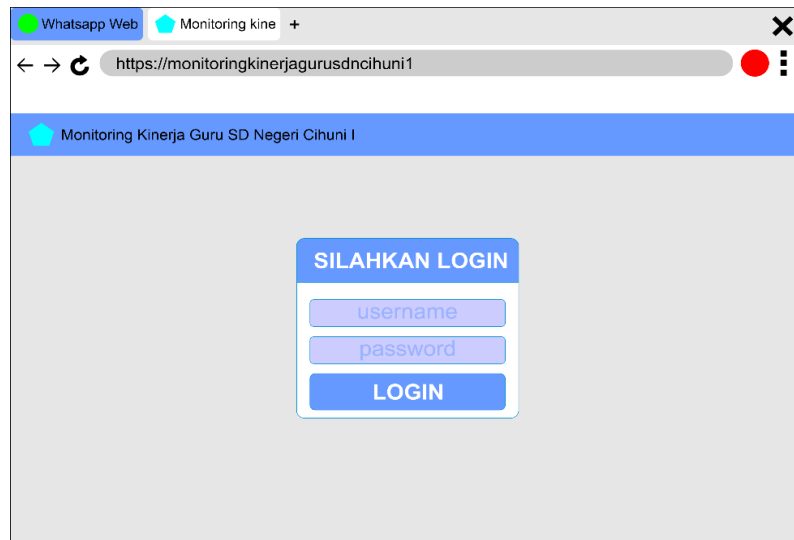 Whatsapp Web
Monitoring kine
+
https://monitoringkinerjagurusdncihuni1
Monitoring Kinerja Guru SD Negeri Cihuni I
SILAHKAN LOGIN
username
password
LOGIN